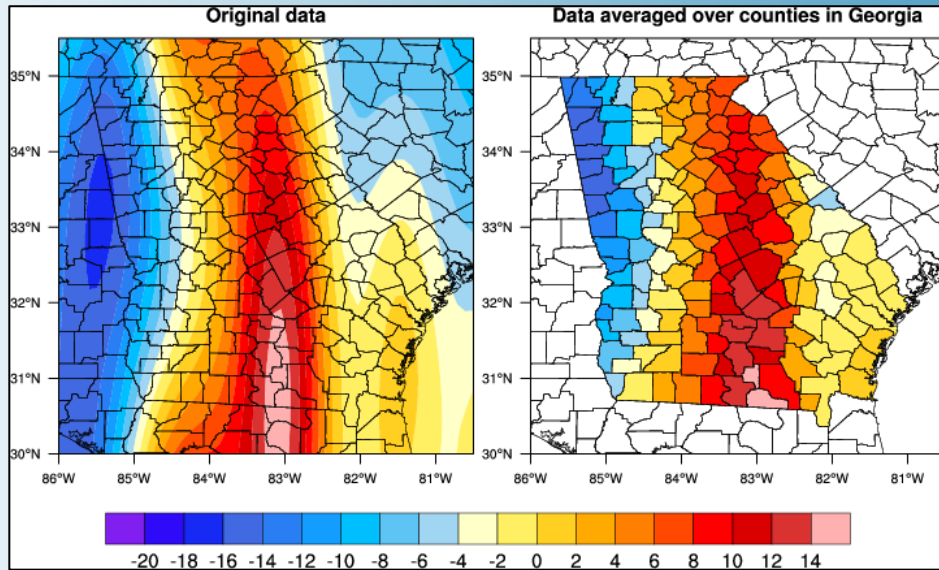 Original data
Data averaged over counties in Georgia
35°N
34°N
33°N
32°N
31°N
30°N
86°W 85°W 84°W 83°W 82°W 81°W
35°N
34°N
33°N
32°N
31°N
30°N
86°W 85°W 84°W 83°W 82°W 81°W
-20 -18 -16 -14 -12 -10 -8 -6 -4 -2 0 2 4 6 8 10 12 14